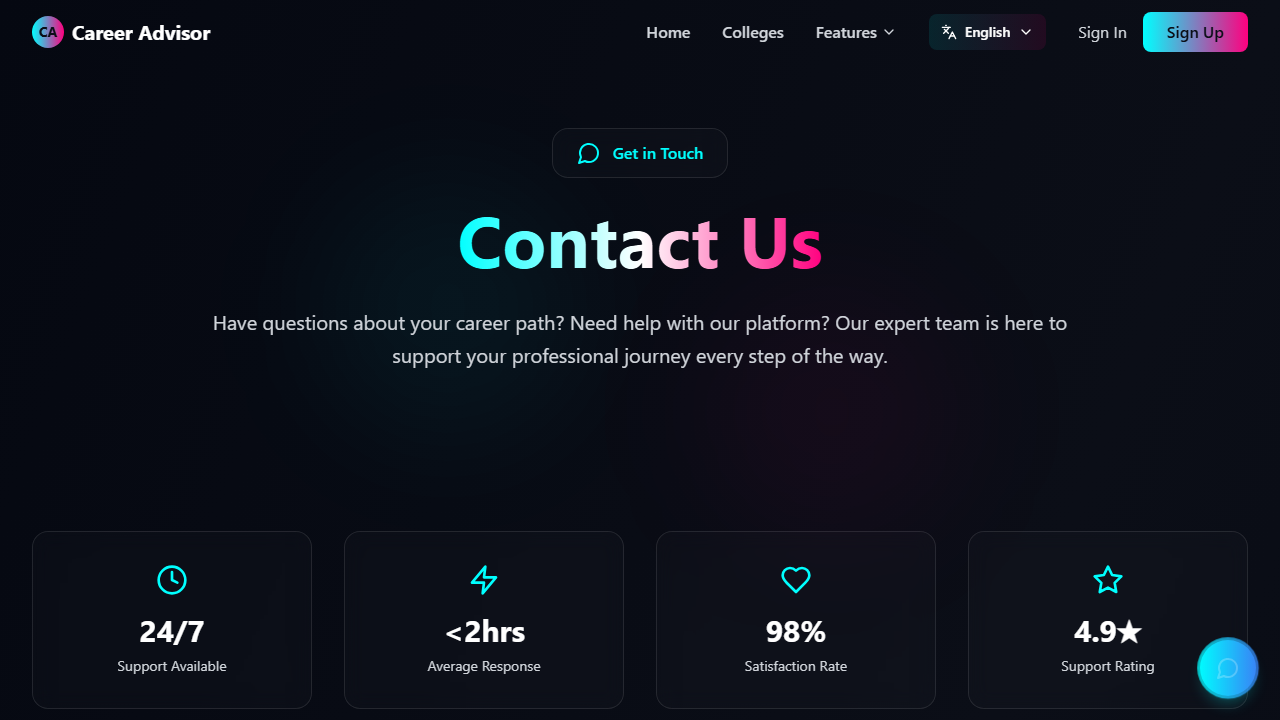 CA Career Advisor
Home
Colleges
Features
English
Sign In
Sign Up
Get in Touch
Contact Us
Have questions about your career path? Need help with our platform? Our expert team is here to
support your professional journey every step of the way.
24/7
Support Available
<2hrs
Average Response
98%
Satisfaction Rate
4.9★
Support Rating